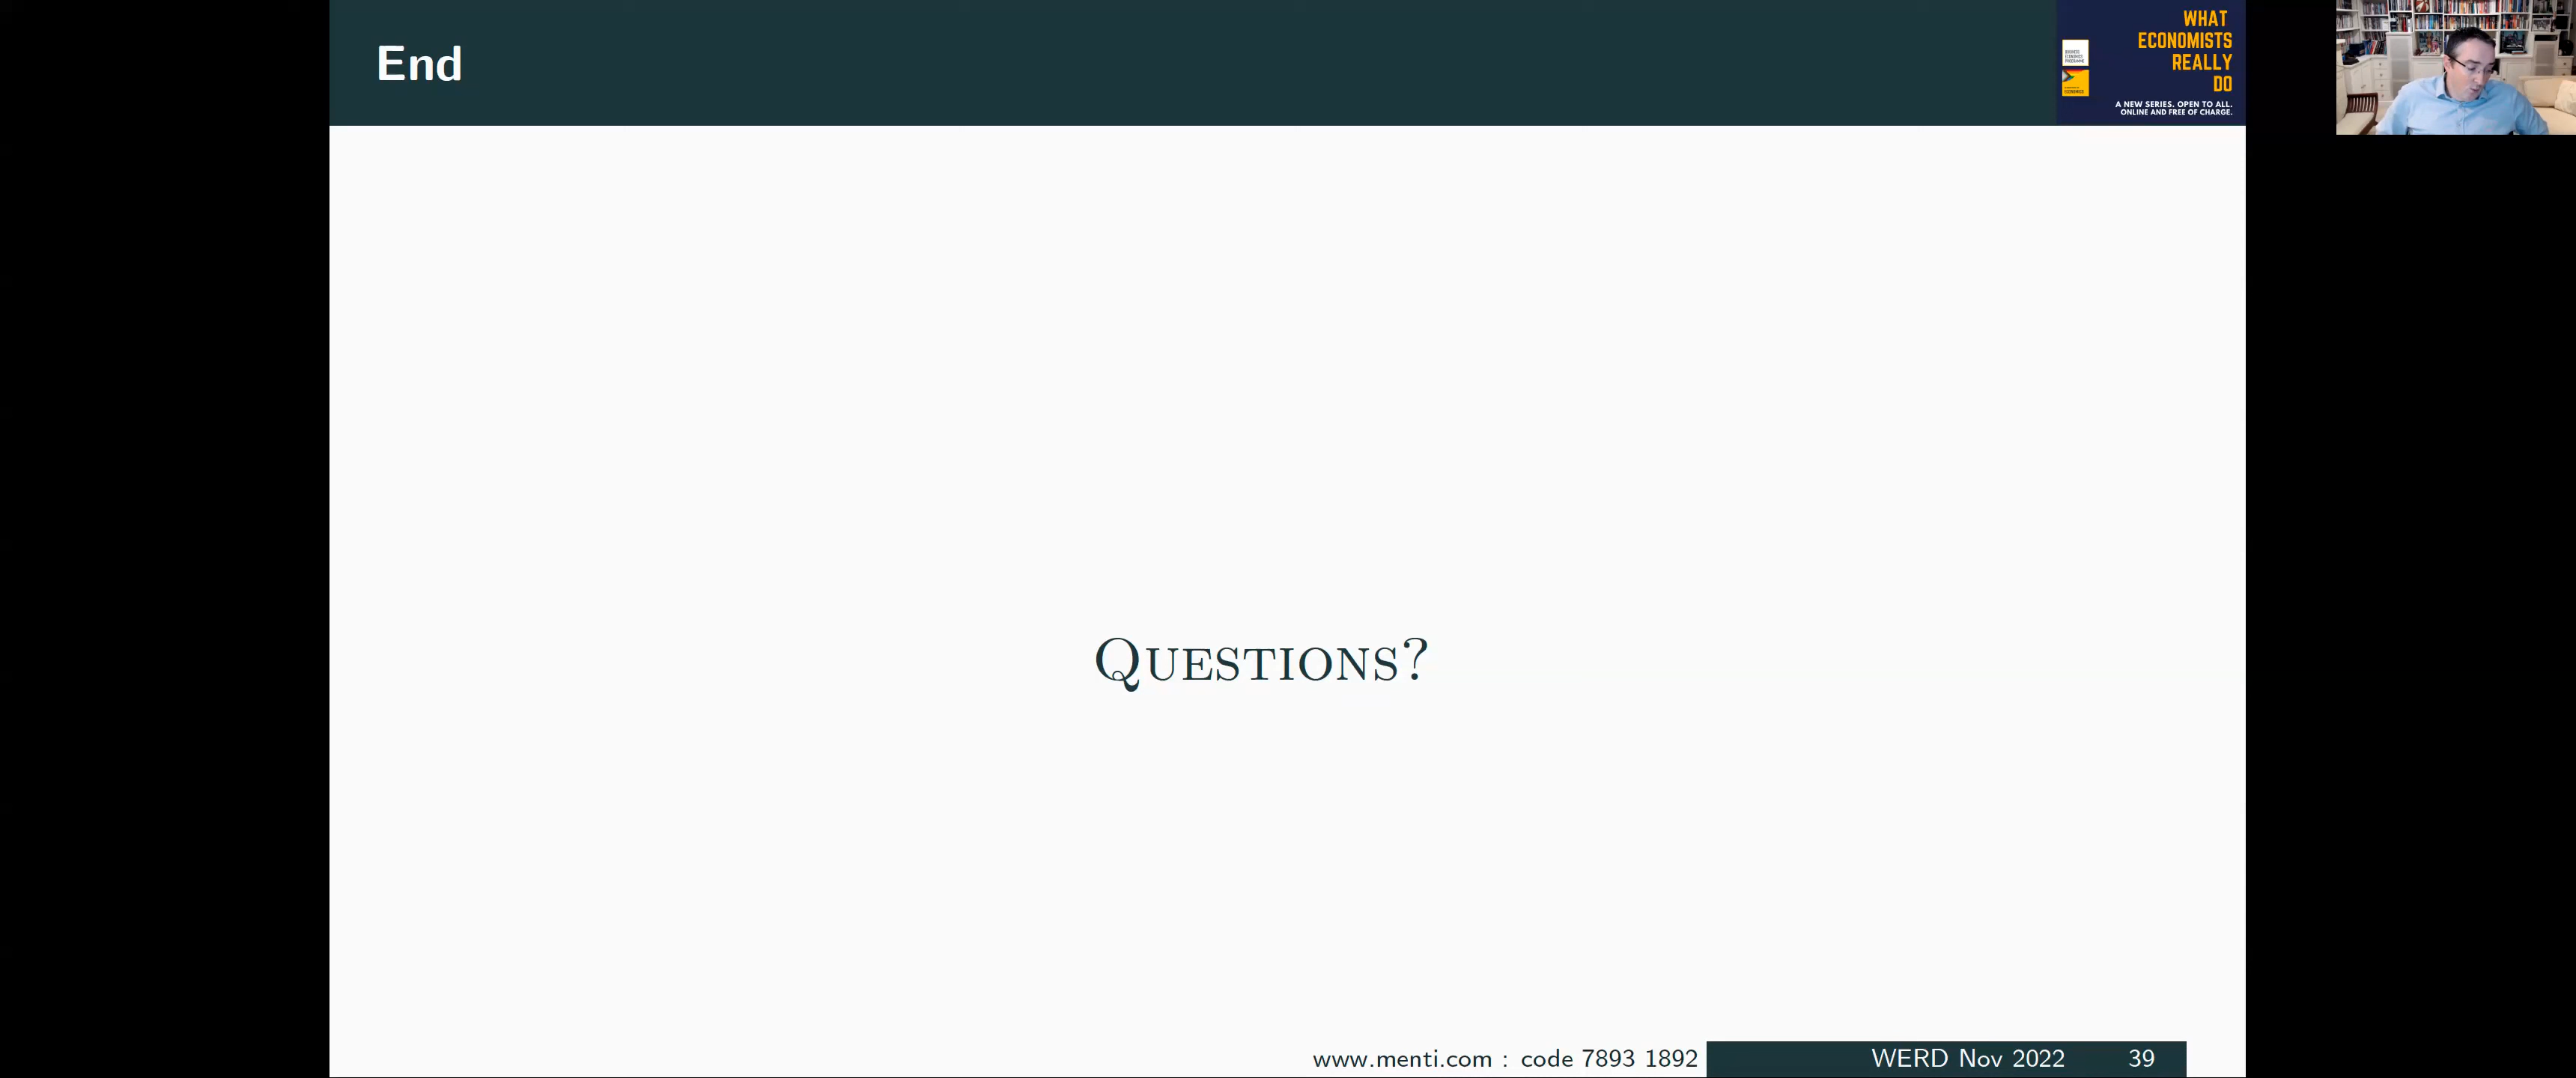 End
WHAT
ECONOMISTS
REALLY
DO
A NEW SERIES. OPEN TO ALL.
ONLINE AND FREE OF CHARGE.
QUESTIONS?
www.menti.com : code 7893 1892
WERD Nov 2022 39